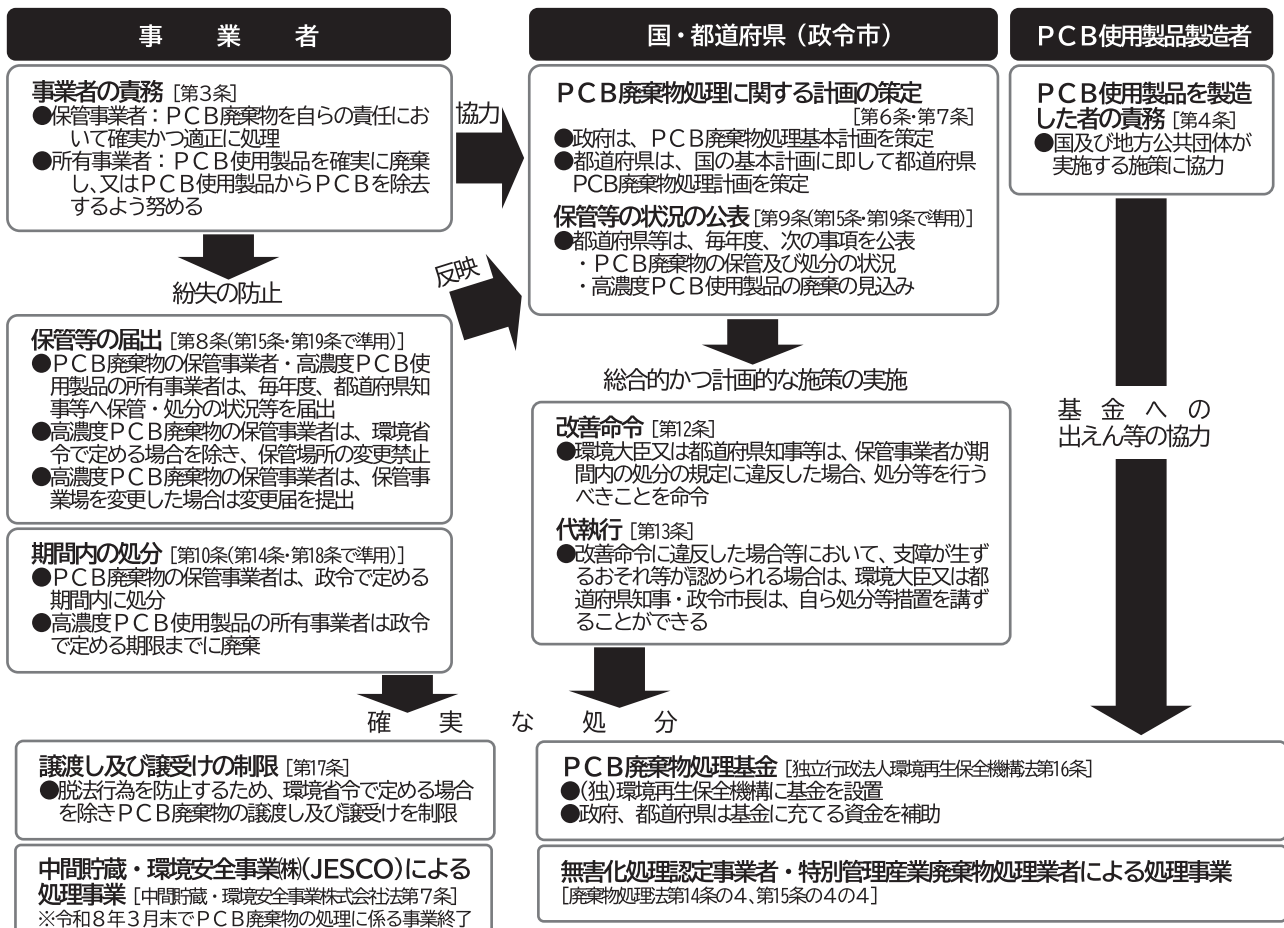 事業者
事業者の責務 [第3条]
●保管事業者：PCB廃棄物を自らの責任にお
いて確実かつ適正に処理
●所有事業者：PCB使用製品を確実に廃棄
し、又はPCB使用製品からPCBを除去
するよう努める
紛失の防止
保管等の届出 [第8条(第15条・第19条で準用)]
●PCB廃棄物の保管事業者・高濃度PCB使
用製品の所有事業者は、毎年度、都道府県知
事等へ保管・処分の状況等を届出
●高濃度PCB廃棄物の保管事業者は、環境省
令で定める場合を除き、保管場所の変更禁止
●高濃度PCB廃棄物の保管事業者は、保管事
業場を変更した場合は変更届を提出
期間内の処分 [第10条(第14条・第18条で準用)]
●PCB廃棄物の保管事業者は、政令で定める
期間内に処分
●高濃度PCB使用製品の所有事業者は政令
で定める期限までに廃棄
協力
反映
国・都道府県（政令市）
PCB廃棄物処理に関する計画の策定
[第6条・第7条]
●政府は、PCB廃棄物処理基本計画を策定
●都道府県は、国の基本計画に即して都道府県
PCB廃棄物処理計画を策定
保管等の状況の公表 [第9条(第15条・第19条で準用)]
●都道府県等は、毎年度、次の事項を公表
・PCB廃棄物の保管及び処分の状況
・高濃度PCB使用製品の廃棄の見込み
総合的かつ計画的な施策の実施
改善命令 [第12条]
●環境大臣又は都道府県知事等は、保管事業者が期
間内の処分の規定に違反した場合、処分等を行う
べきことを命令
代執行 [第13条]
●改善命令に違反した場合等において、支障が生ず
るおそれ等が認められる場合は、環境大臣又は都
道府県知事・政令市長は、自ら処分等措置を講ず
ることができる
PCB使用製品製造者
PCB使用製品を製造
した者の責務 [第4条]
●国及び地方公共団体が
実施する施策に協力
基金への
出えん等の協力
確実な処分
譲渡し及び譲受けの制限 [第17条]
●脱法行為を防止するため、環境省令で定める場合
を除きPCB廃棄物の譲渡し及び譲受けを制限
中間貯蔵・環境安全事業㈱(JESCO)による
処理事業 [中間貯蔵・環境安全事業株式会社法第7条]
※令和8年3月末でPCB廃棄物の処理に係る事業終了
PCB廃棄物処理基金 [独立行政法人環境再生保全機構法第16条]
●(独)環境再生保全機構に基金を設置
●政府、都道府県は基金に充てる資金を補助
無害化処理認定事業者・特別管理産業廃棄物処理業者による処理事業
[廃棄物処理法第14条の4、第15条の4の4]